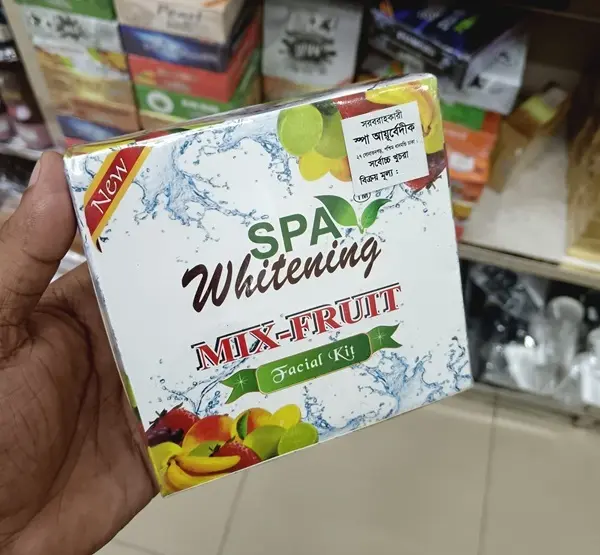 New
সরবরাহকারী
স্পা আয়ুর্বেদীক
সর্বোচ্চ খুচরা
বিক্রয় মূল্য :
SPA
Whitening
MIX-FRUIT
Facial Kit